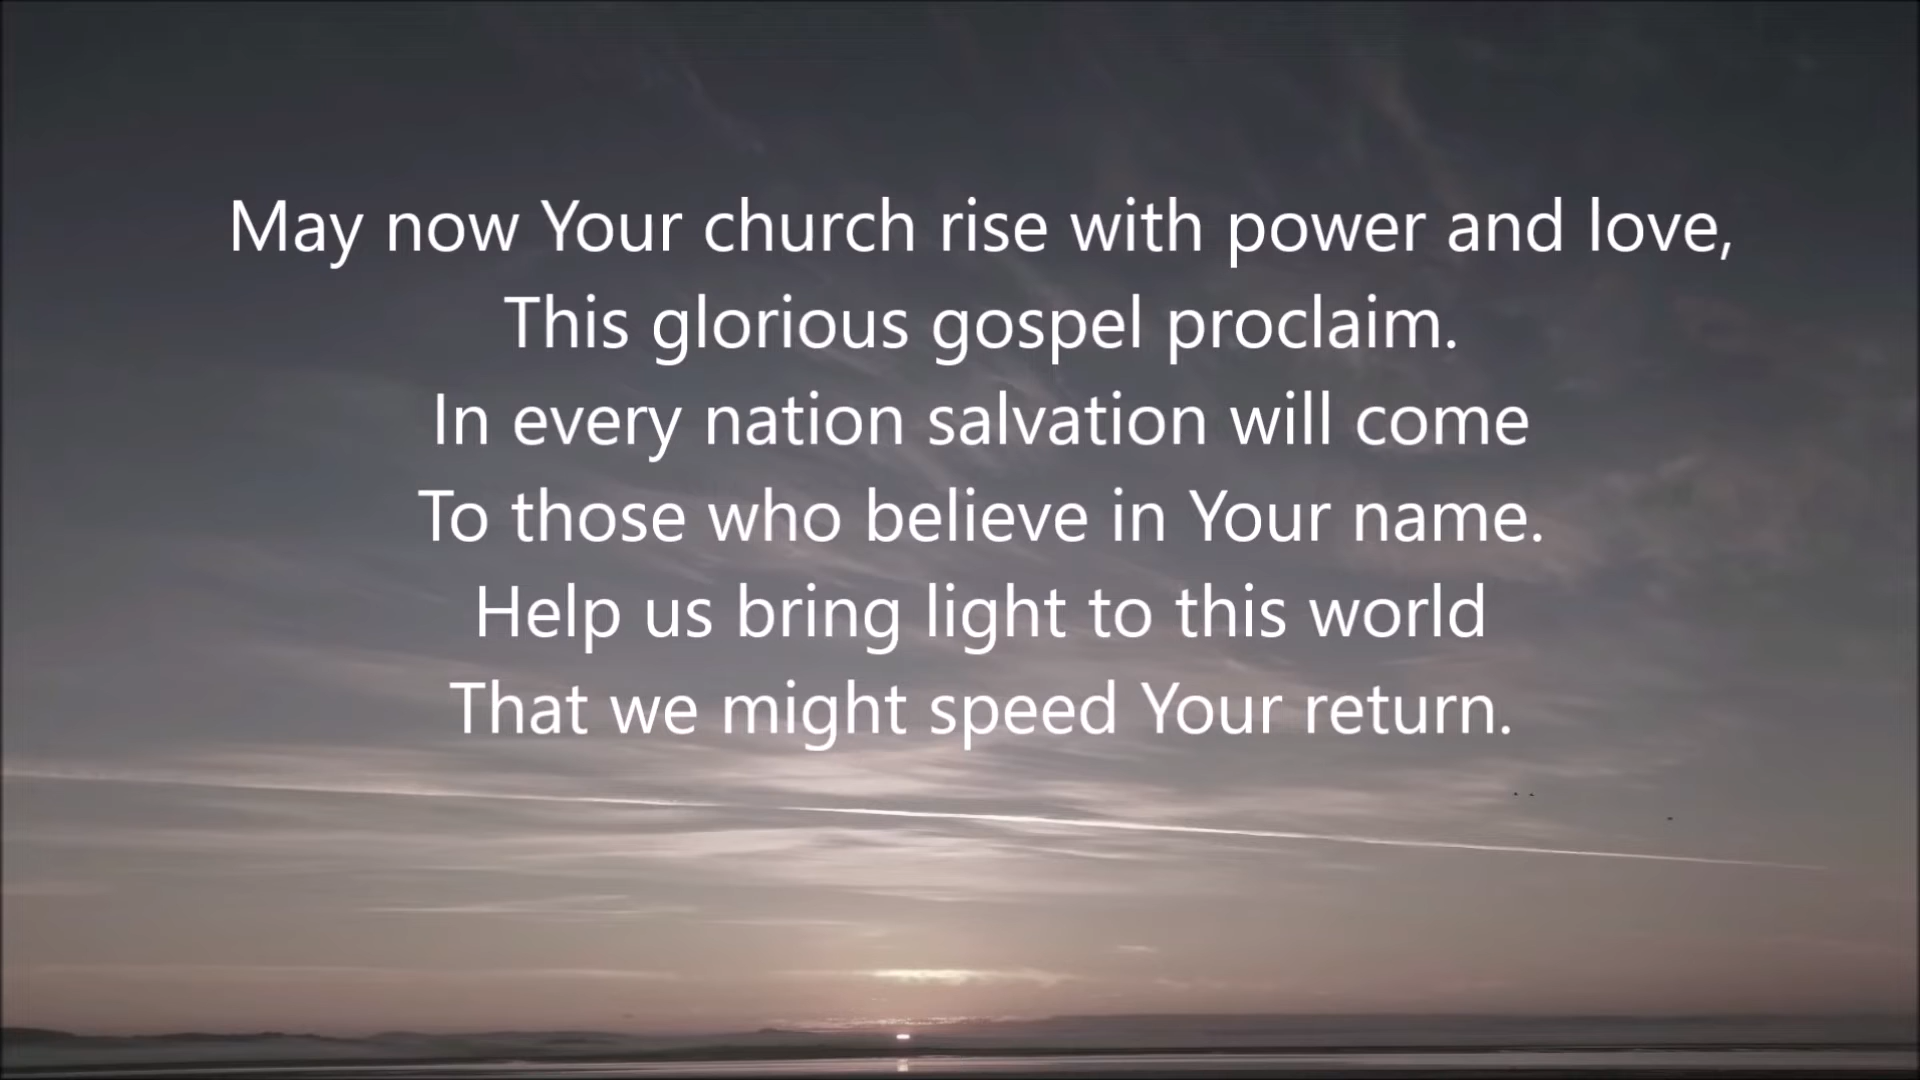 May now Your church rise with power and love,
This glorious gospel proclaim.
In every nation salvation will come
To those who believe in Your name.
Help us bring light to this world
That we might speed Your return.